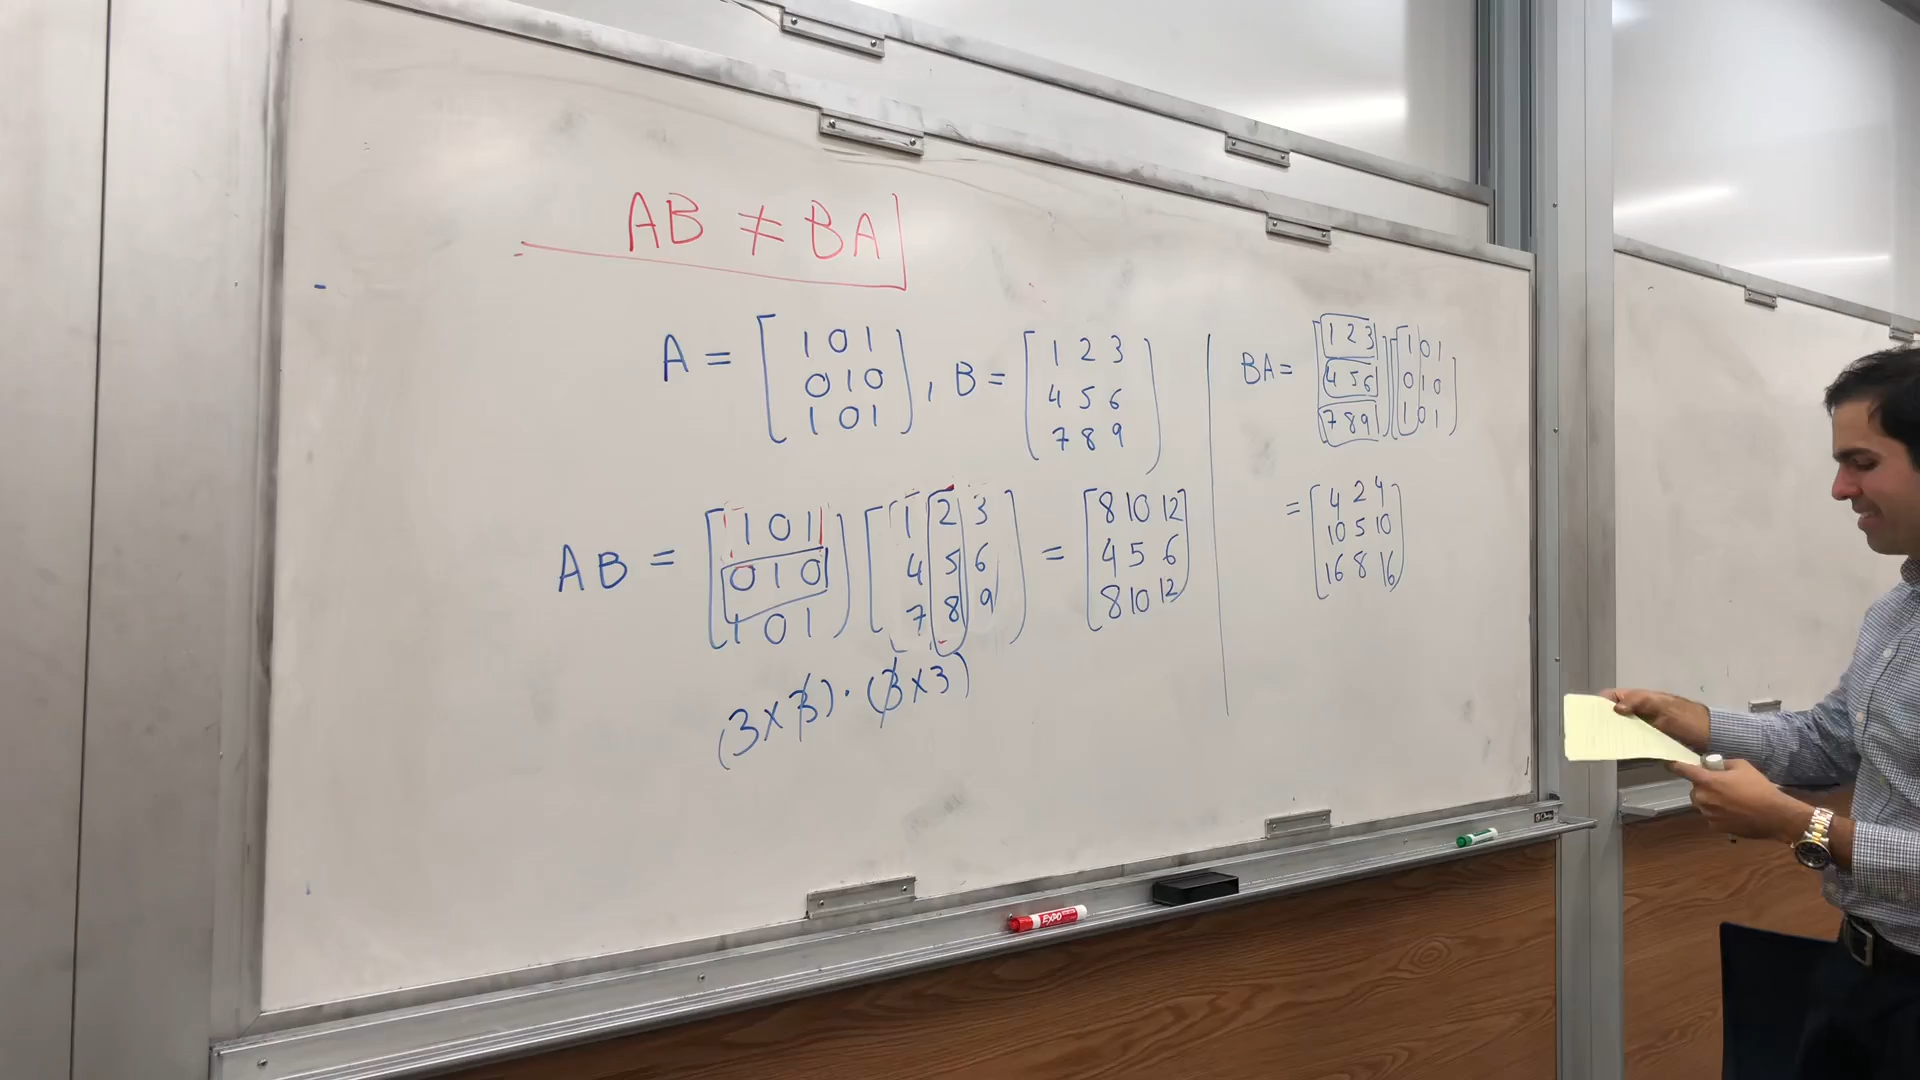 AB ≠ BA
A = [1 0 1
0 1 0
1 0 1], B = [1 2 3
4 5 6
7 8 9]
AB = [1 0 1
0 1 0
1 0 1] [1 2 3
4 5 6
7 8 9] = [8 10 12
4 5 6
8 10 12]
(3 x 3) · (3 x 3)
BA = [1 2 3
4 5 6
7 8 9] [1 0 1
0 1 0
1 0 1]
= [4 2 4
10 5 10
16 8 16]
EXPO